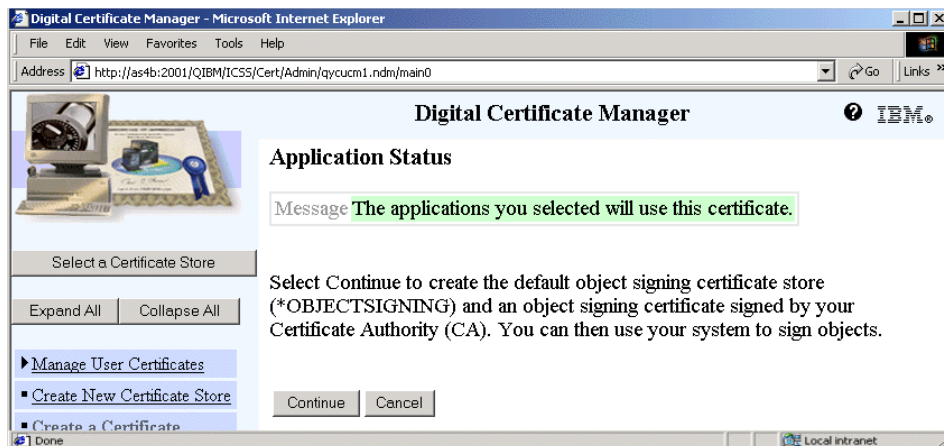 Digital Certificate Manager - Microsoft Internet Explorer
File Edit View Favorites Tools Help
Address http://as4b:2001/QIBM/ICSS/Cert/Admin/qycucm1.ndm/main0 Go Links »
Digital Certificate Manager
IBM®
Application Status
Message The applications you selected will use this certificate.
Select a Certificate Store
Select Continue to create the default object signing certificate store
(*OBJECTSIGNING) and an object signing certificate signed by your
Certificate Authority (CA). You can then use your system to sign objects.
Expand All Collapse All
Manage User Certificates
Create New Certificate Store
Create a Certificate
Continue Cancel
Done
Local intranet